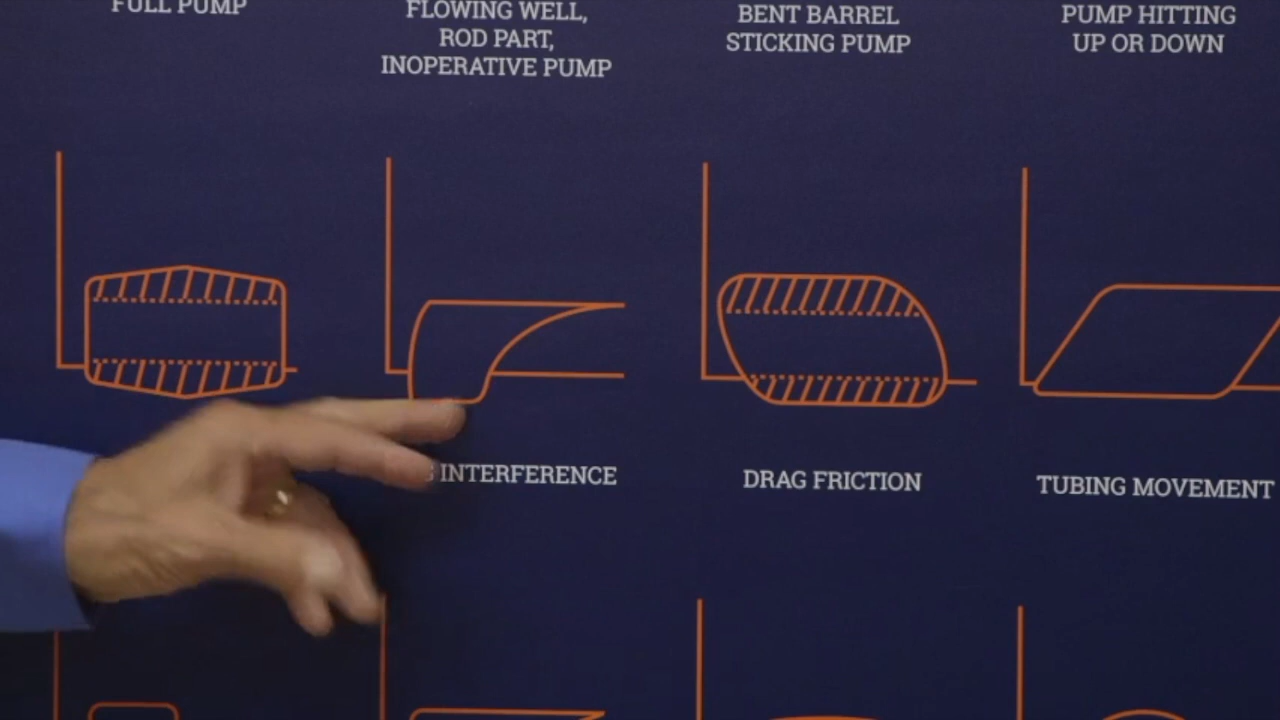 FULL PUMP
FLOWING WELL,
ROD PART,
INOPERATIVE PUMP
BENT BARREL
STICKING PUMP
PUMP HITTING
UP OR DOWN
INTERFERENCE
DRAG FRICTION
TUBING MOVEMENT